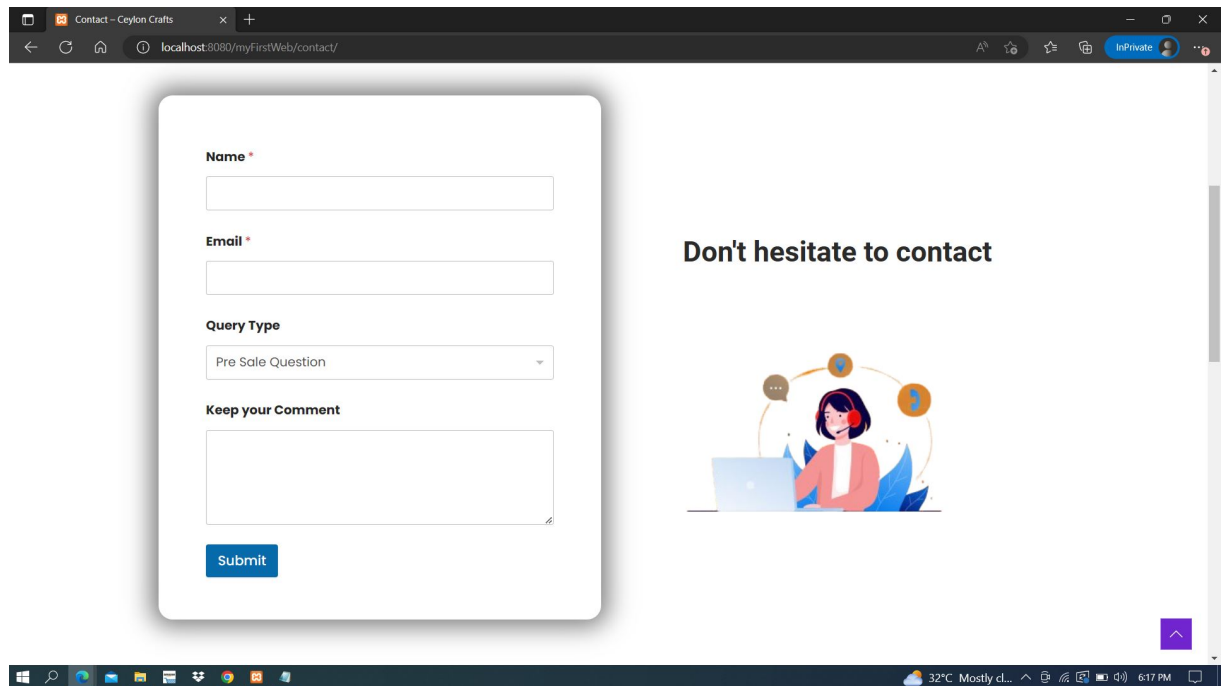 Contact – Ceylon Crafts
localhost:8080/myFirstWeb/contact/
InPrivate
Name *
Email *
Query Type
Pre Sale Question
Keep your Comment
Submit
Don't hesitate to contact
32°C Mostly cl...
6:17 PM